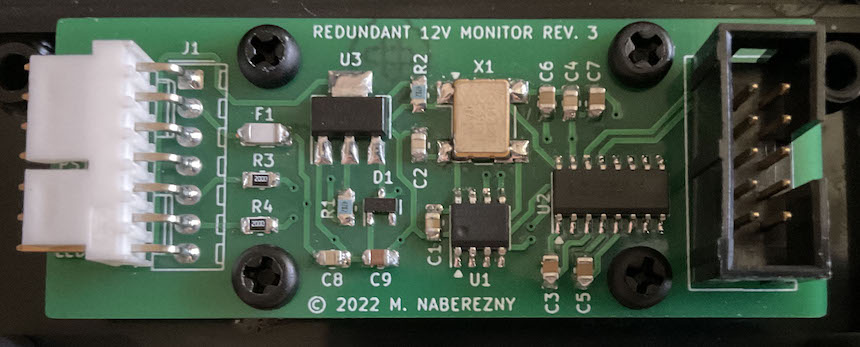 REDUNDANT 12V MONITOR REV. 3
J1
U3
R2
X1
C6
C4
C7
F1
C2
R3
2000
D1
R1
U2
R4
2000
C1
C8
C9
U1
C3
C5
© 2022 M. NABEREZNY